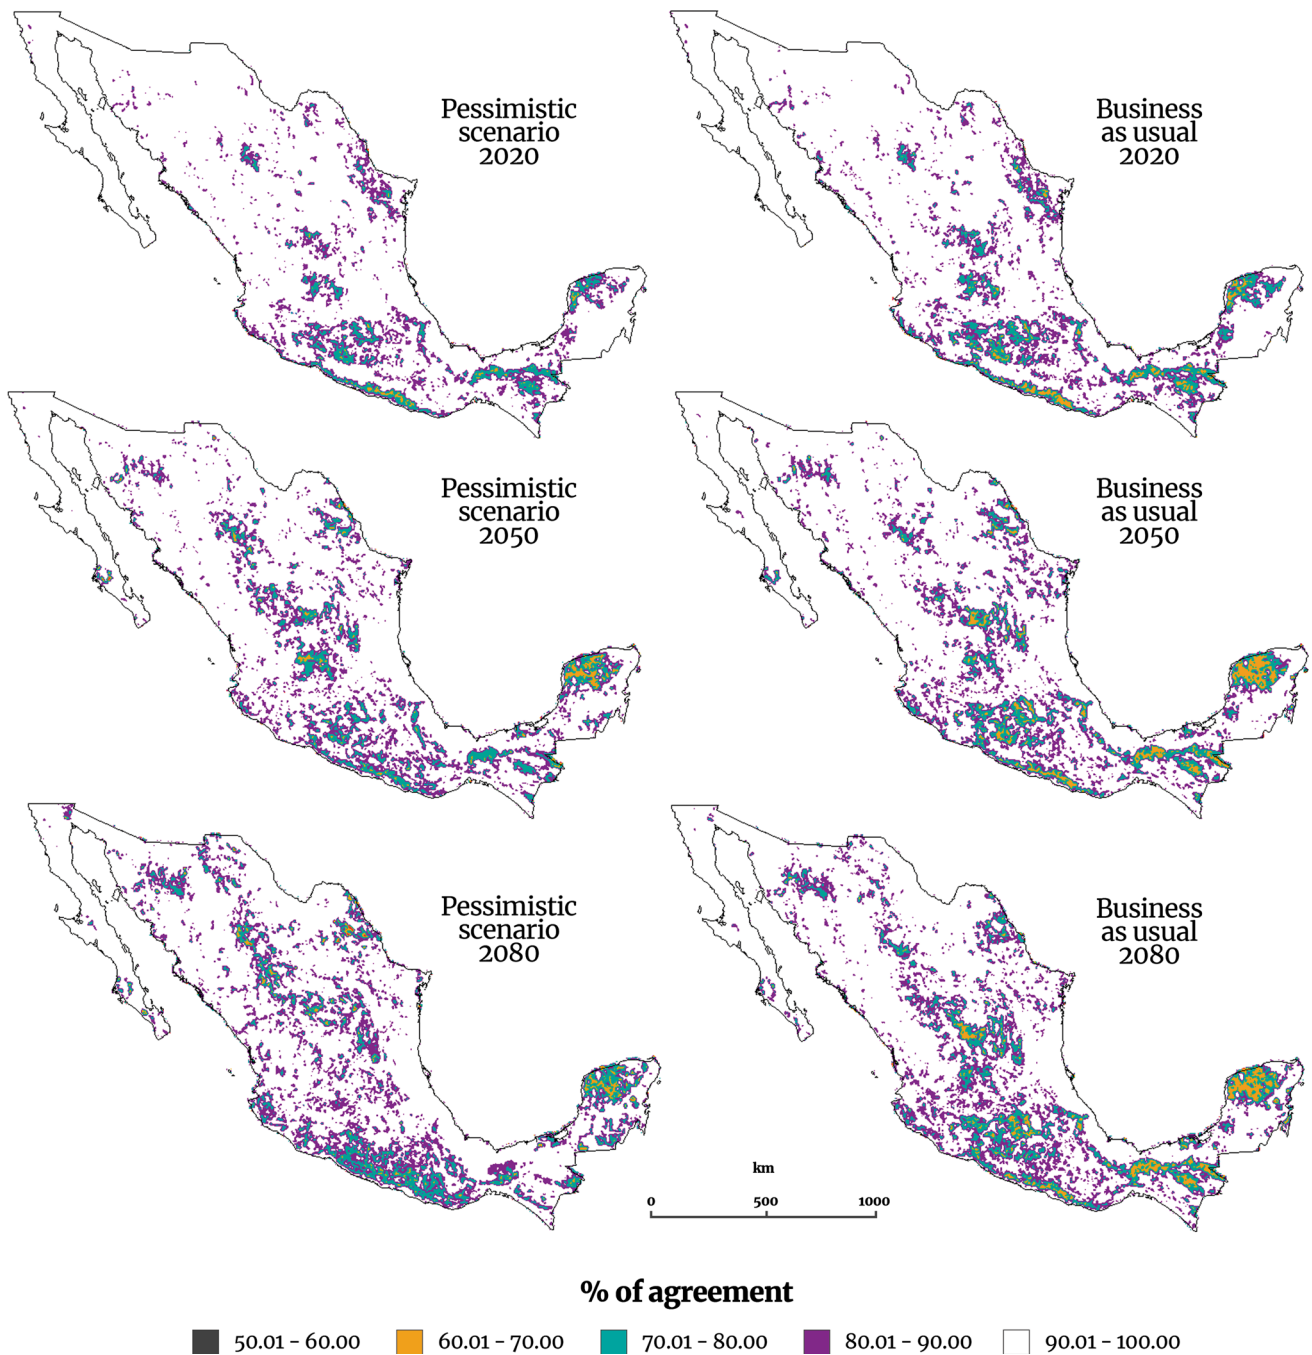 Pessimistic
scenario
2020
Business
as usual
2020
Pessimistic
scenario
2050
Business
as usual
2050
Pessimistic
scenario
2080
Business
as usual
2080
km
0 500 1000
% of agreement
50.01 - 60.00 60.01 - 70.00 70.01 - 80.00 80.01 - 90.00 90.01 - 100.00